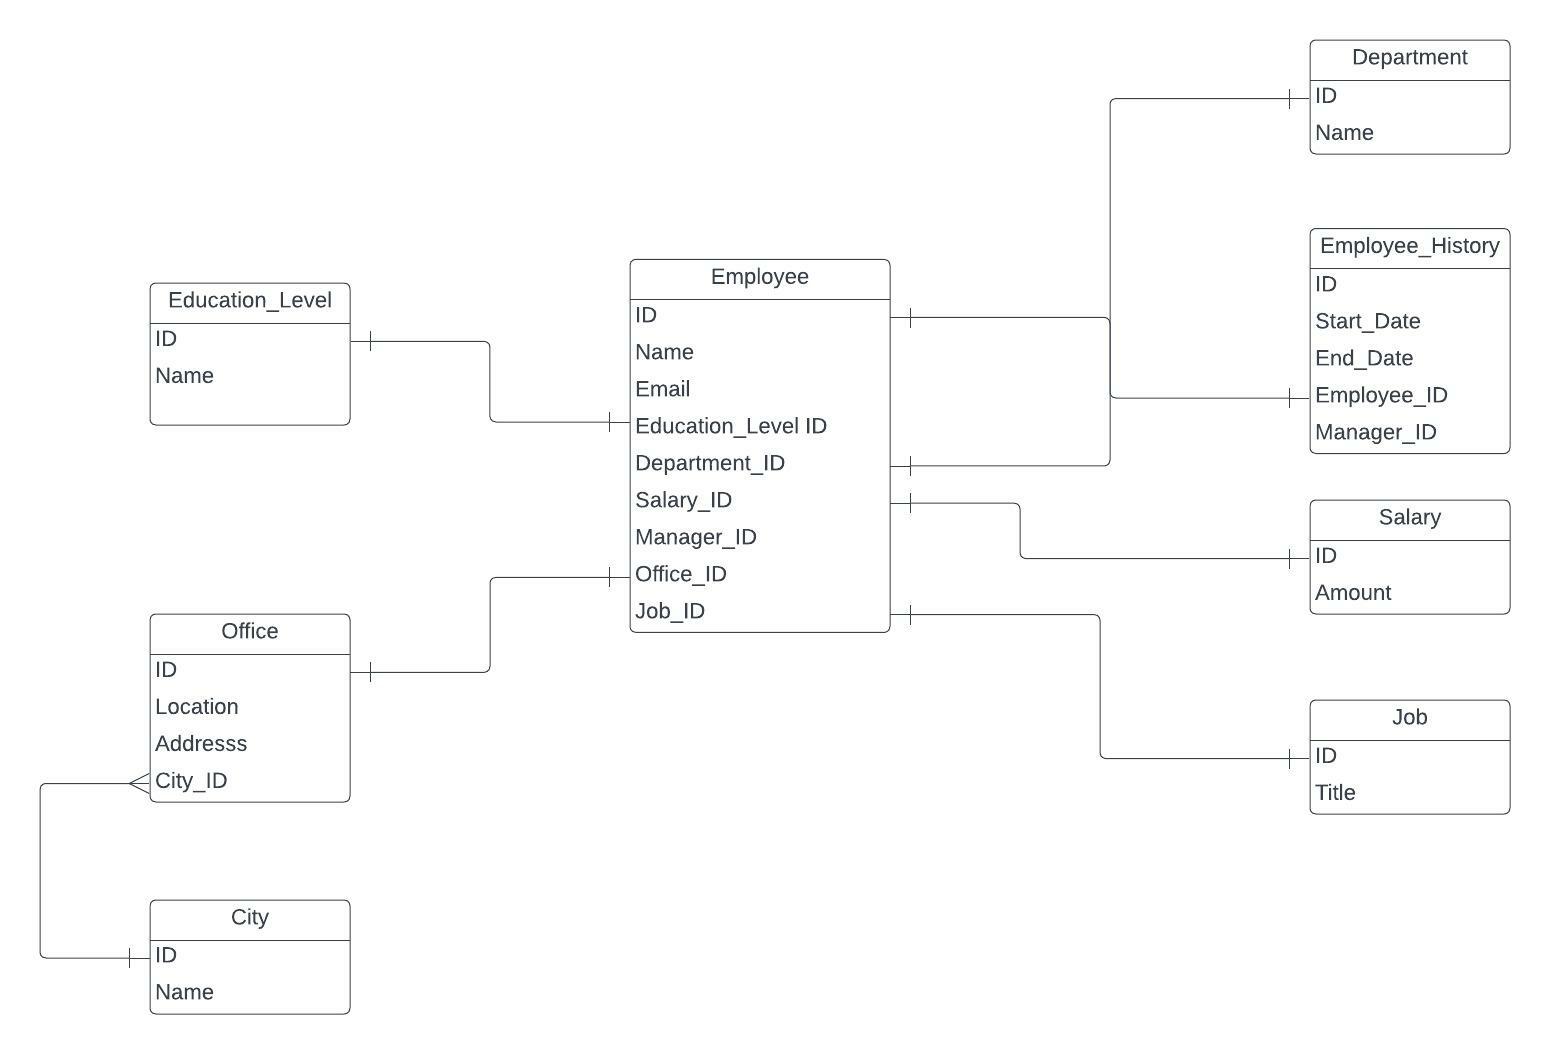 Department
ID
Name
Employee_History
ID
Start_Date
End_Date
Employee_ID
Manager_ID
Employee
ID
Name
Email
Education_Level ID
Department_ID
Salary_ID
Manager_ID
Office_ID
Job_ID
Education_Level
ID
Name
Salary
ID
Amount
Office
ID
Location
Addresss
City_ID
Job
ID
Title
City
ID
Name